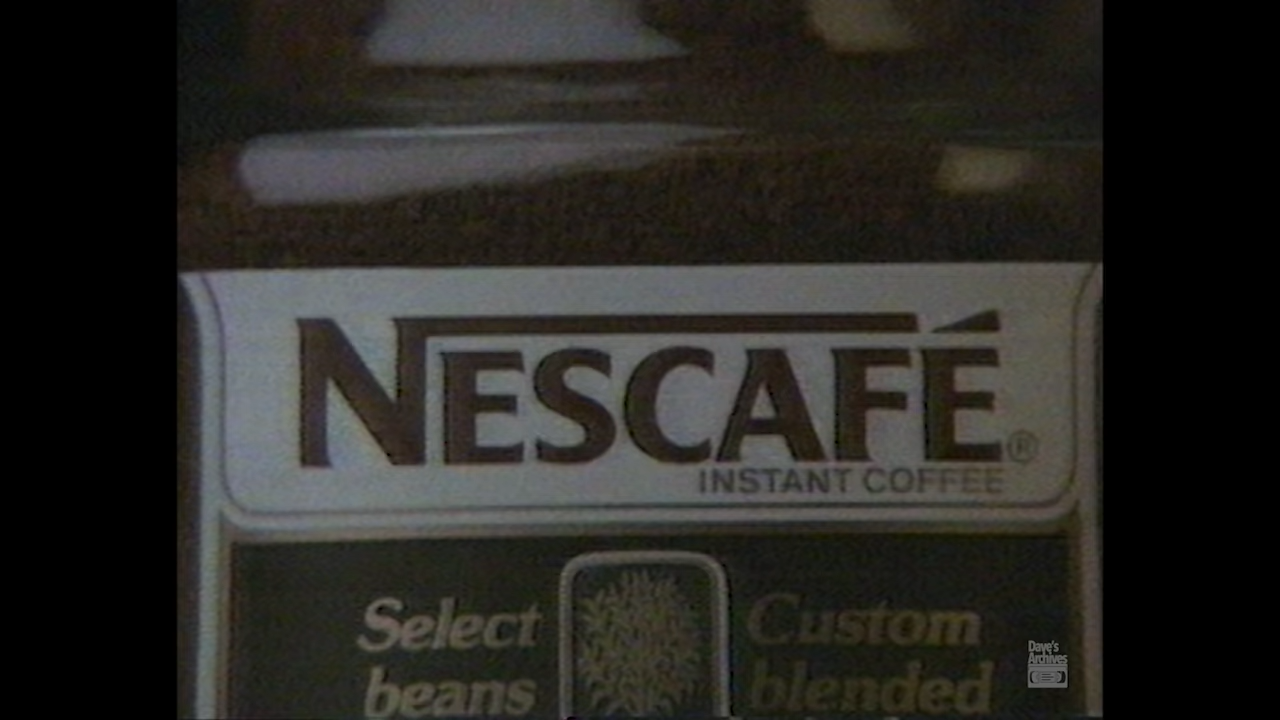 NESCAFÉ®
INSTANT COFFEE
Select
beans
Custom
blended
Dave's
Archives